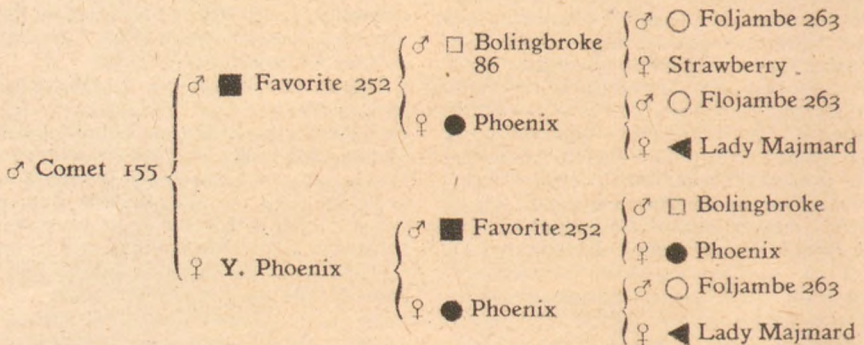 ♂ ○ Foljambe 263
♂ □ Bolingbroke
86
♀ Strawberry
♂ ■ Favorite 252
♂ ○ Flojambe 263
♀ ● Phoenix
♀ ◀ Lady Majmard
♂ Comet 155
♂ □ Bolingbroke
♂ ■ Favorite 252
♀ ● Phoenix
♀ Y. Phoenix
♂ ○ Foljambe 263
♀ ● Phoenix
♀ ◀ Lady Majmard